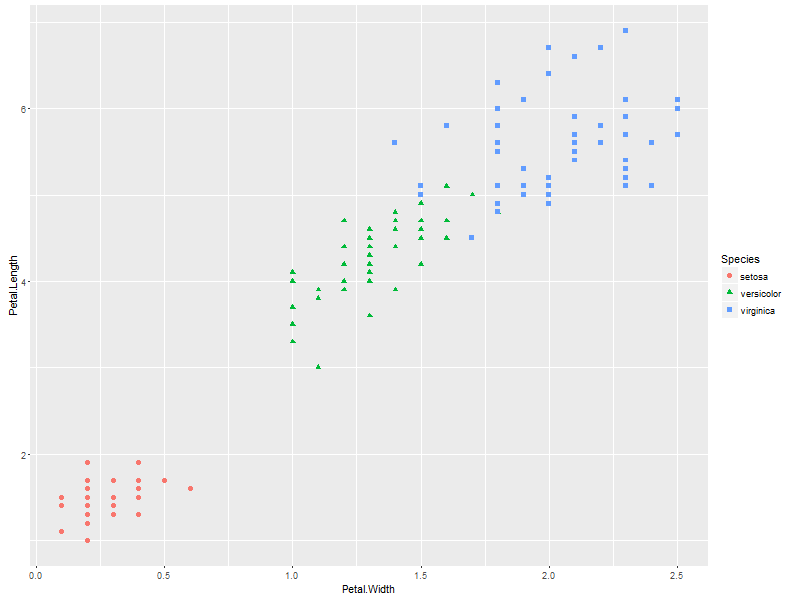 6
4
2
Petal.Length
0.0 0.5 1.0 1.5 2.0 2.5
Petal.Width
Species
setosa
versicolor
virginica